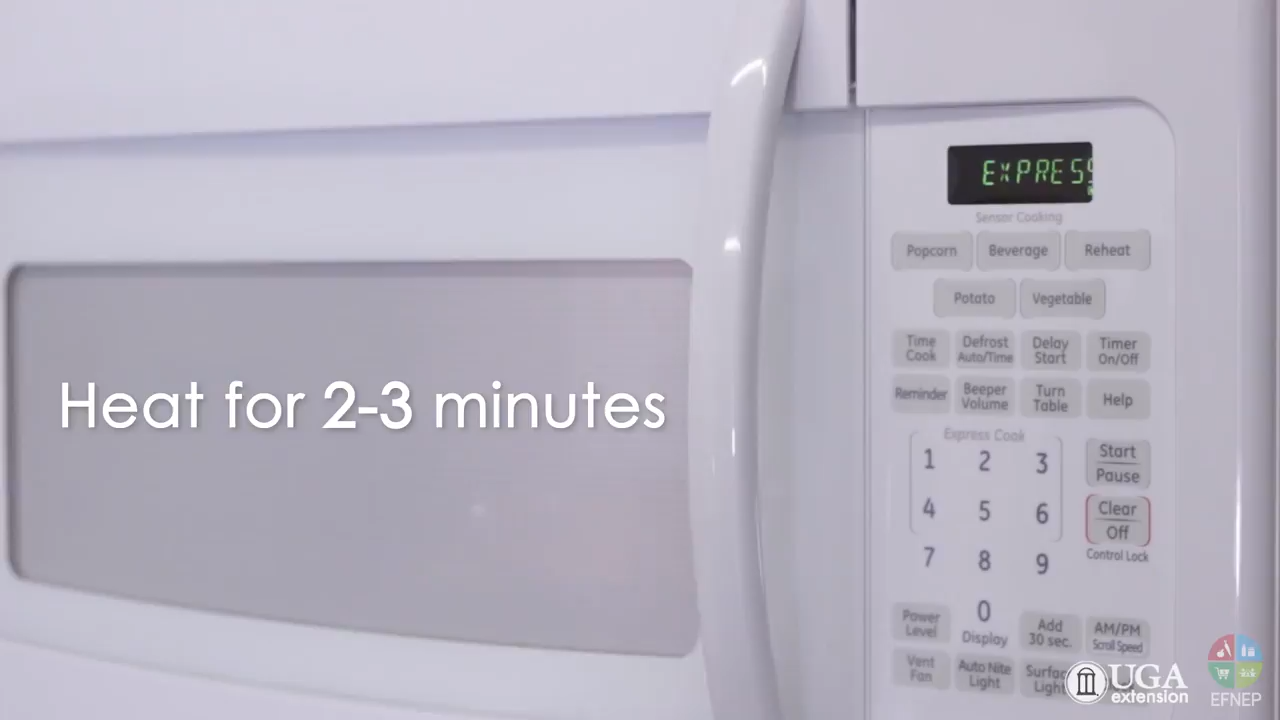 EXPRESS
Sensor Cooking
Popcorn Beverage Reheat
Potato Vegetable
Time Cook
Defrost Auto/Time
Delay Start
Timer On/Off
Reminder
Beeper Volume
Turn Table
Help
Heat for 2-3 minutes
Express Cook
1 2 3
Start
Pause
4 5 6
Clear
Off
Control Lock
7 8 9
0
Display
Power Level
Add 30 sec.
AM/PM
Scroll Speed
Vent Fan
Auto Nite Light
Light
UGA
extension
EFNEP